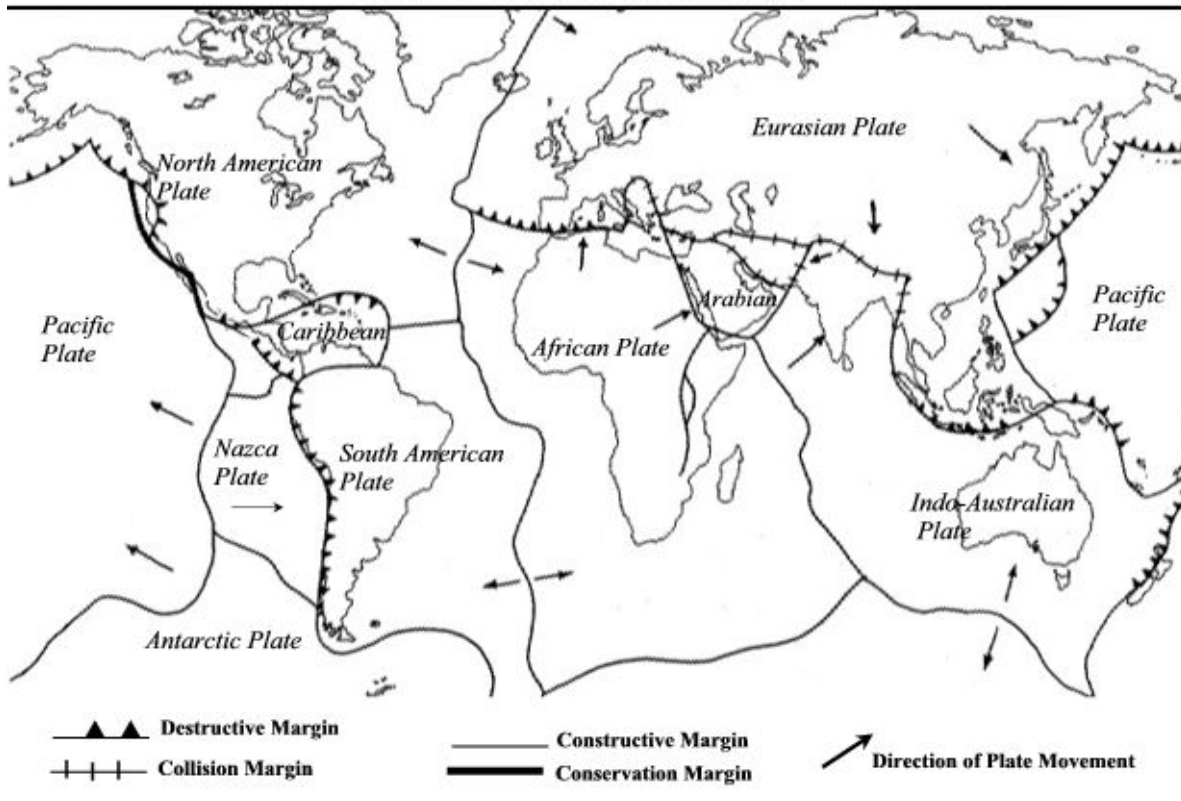 Eurasian Plate
North American
Plate
Pacific
Plate
Caribbean
Arabian
African Plate
Pacific
Plate
Nazca
Plate
South American
Plate
Indo-Australian
Plate
Antarctic Plate
Destructive Margin
Constructive Margin
Direction of Plate Movement
Collision Margin
Conservation Margin